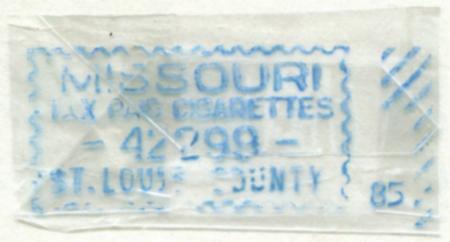 MISSOURI
TAX PAID CIGARETTES
- 42299 -
ST. LOUIS COUNTY
85